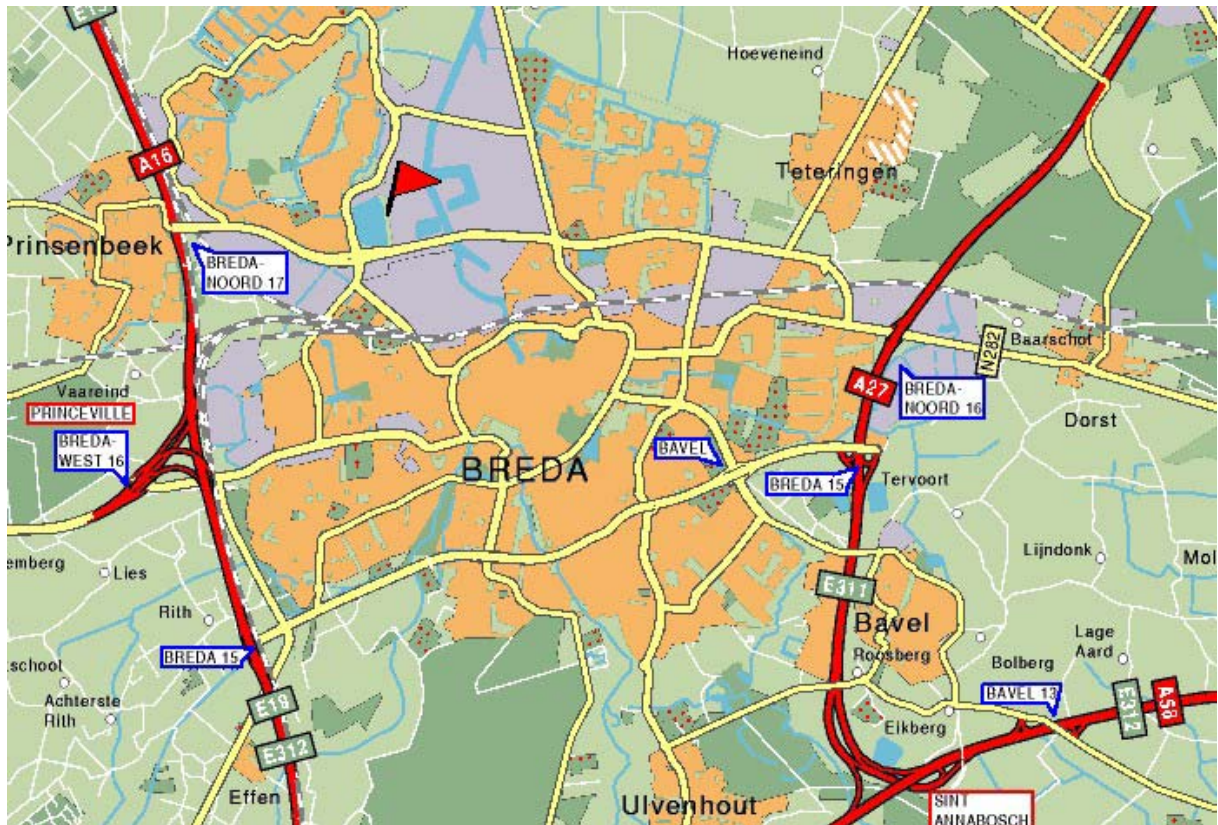 E19
Hoeveneind
A16
Teteringen
Prinsenbeek
BREDA-
NOORD 17
N282
Baarschot
Vaareind
PRINCEVILLE
A27
BREDA-
NOORD 16
Dorst
BREDA-
WEST 16
BREDA
BAVEL
BREDA 15
Tervoort
emberg
Lies
Lijndonk
Mol
E311
Rith
Bavel
Lage
Aard
BREDA 15
Roosberg
Bolberg
schoot
Achterste
Rith
E19
BAVEL 13
E312
A58
Eikberg
E312
Effen
Ulvenhout
SINT
ANNABOSCH